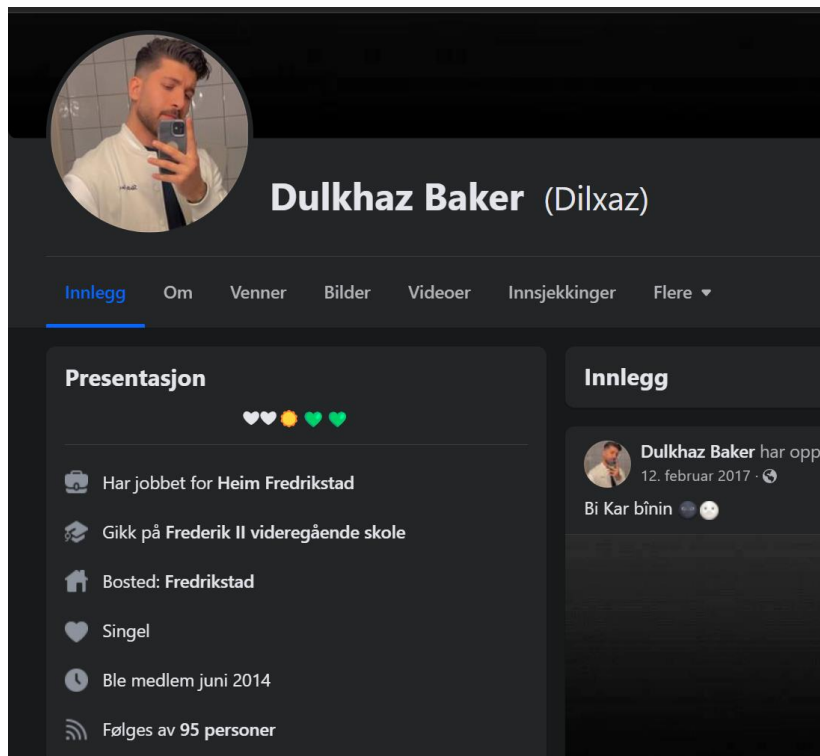 Dulkhaz Baker (Dilxaz)
Innlegg Om Venner Bilder Videoer Innsjekkinger Flere
Presentasjon
Har jobbet for Heim Fredrikstad
Gikk på Frederik II videregående skole
Bosted: Fredrikstad
Singel
Ble medlem juni 2014
Følges av 95 personer
Innlegg
Dulkhaz Baker har opp
12. februar 2017 ·
Bi Kar bînin